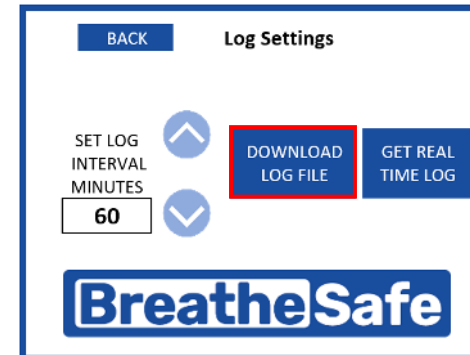 BACK
Log Settings
SET LOG
INTERVAL
MINUTES
60
DOWNLOAD
LOG FILE
GET REAL
TIME LOG
BreatheSafe